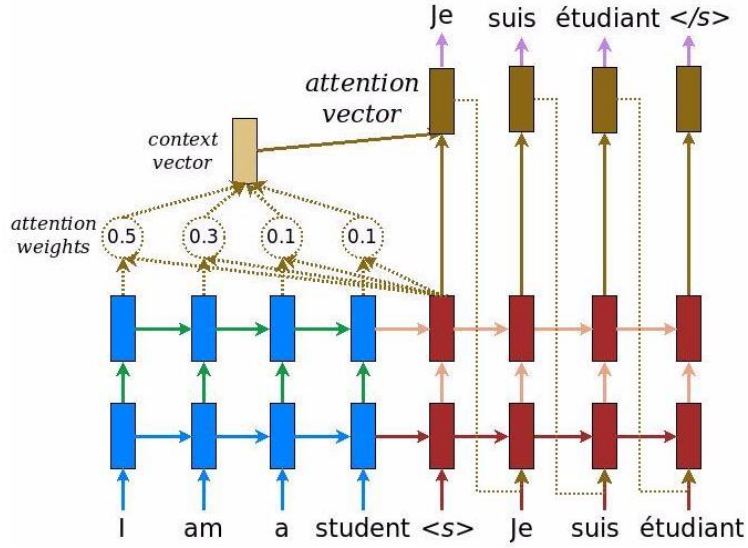 Je suis étudiant </s>
attention
vector
context
vector
attention
weights
0.5 0.3 0.1 0.1
I am a student <s> Je suis étudiant